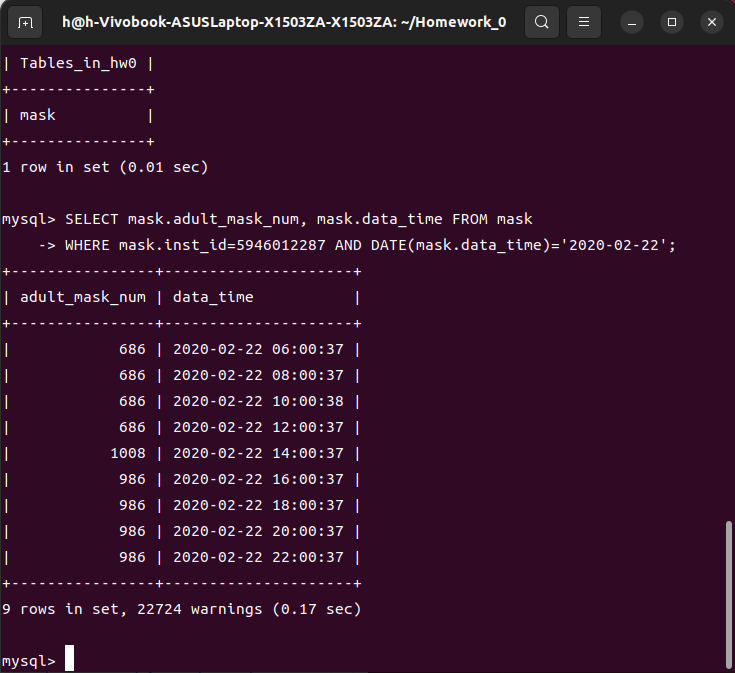 h@h-Vivobook-ASUSLaptop-X1503ZA-X1503ZA: ~/Homework_0
| Tables_in_hw0 |
+---------------+
| mask          |
+---------------+
1 row in set (0.01 sec)

mysql> SELECT mask.adult_mask_num, mask.data_time FROM mask
    -> WHERE mask.inst_id=5946012287 AND DATE(mask.data_time)='2020-02-22';
+----------------+---------------------+
| adult_mask_num | data_time           |
+----------------+---------------------+
|            686 | 2020-02-22 06:00:37 |
|            686 | 2020-02-22 08:00:37 |
|            686 | 2020-02-22 10:00:38 |
|            686 | 2020-02-22 12:00:37 |
|           1008 | 2020-02-22 14:00:37 |
|            986 | 2020-02-22 16:00:37 |
|            986 | 2020-02-22 18:00:37 |
|            986 | 2020-02-22 20:00:37 |
|            986 | 2020-02-22 22:00:37 |
+----------------+---------------------+
9 rows in set, 22724 warnings (0.17 sec)

mysql>